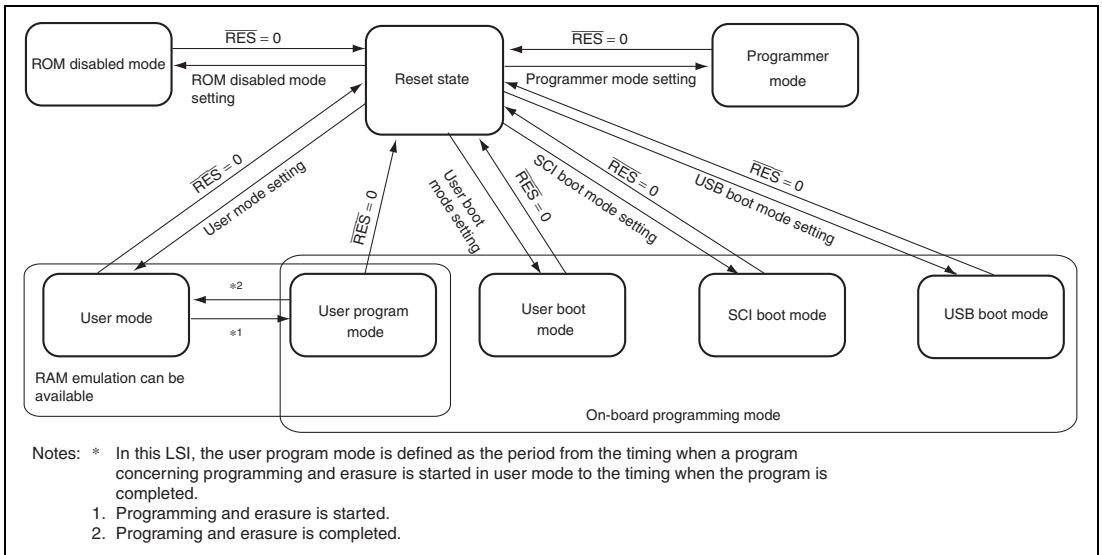 RES = 0
RES = 0
ROM disabled mode
Reset state
Programmer
mode
ROM disabled mode
setting
Programmer mode setting
RES = 0
User mode setting
RES = 0
User boot
mode setting
RES = 0
SCI boot mode setting
RES = 0
USB boot mode setting
RES = 0
User mode
*2
*1
User program
mode
User boot
mode
SCI boot mode
USB boot mode
RAM emulation can be
available
On-board programming mode
Notes: * In this LSI, the user program mode is defined as the period from the timing when a program
concerning programming and erasure is started in user mode to the timing when the program is
completed.
1. Programming and erasure is started.
2. Programing and erasure is completed.